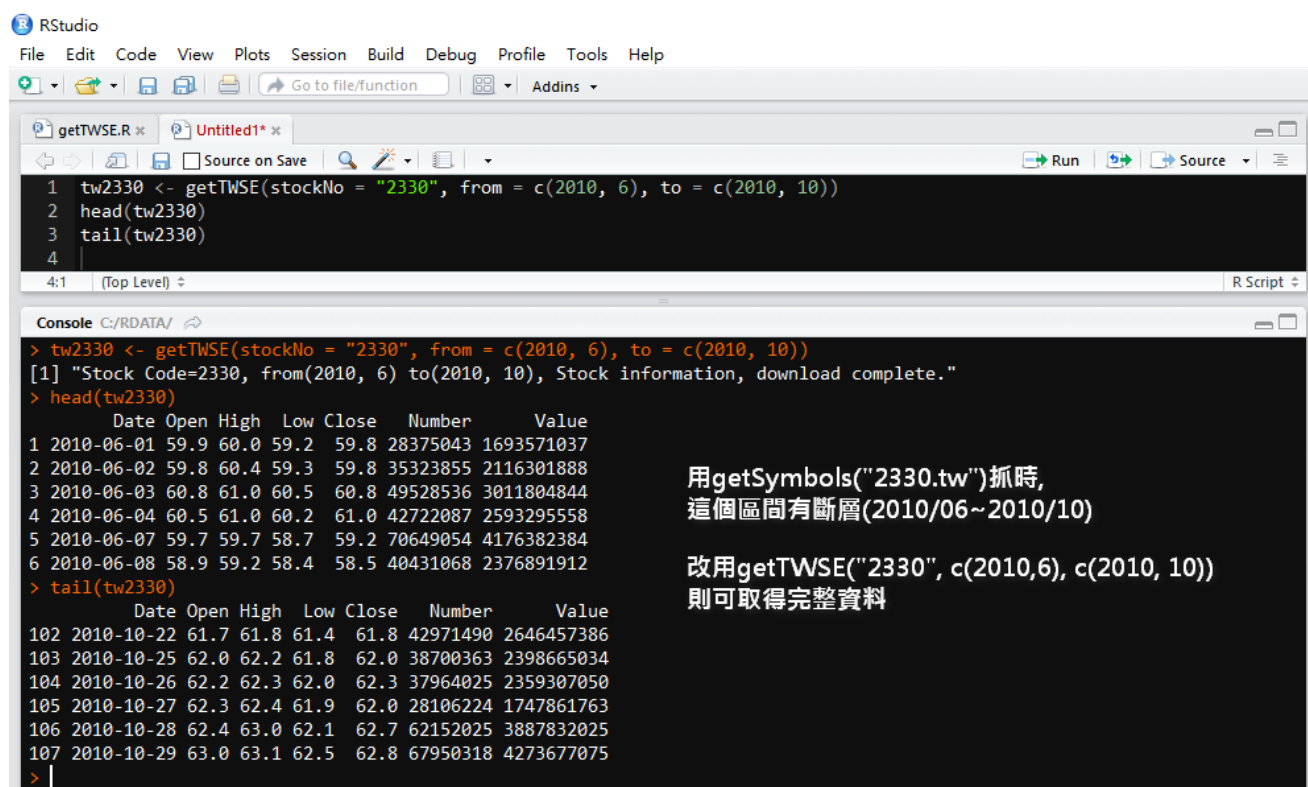 RStudio
File Edit Code View Plots Session Build Debug Profile Tools Help
Go to file/function Addins
getTWSE.R Untitled1*
Source on Save Run Source
1 tw2330 <- getTWSE(stockNo = "2330", from = c(2010, 6), to = c(2010, 10))
2 head(tw2330)
3 tail(tw2330)
4
4:1 (Top Level) R Script
Console C:/RDATA/
> tw2330 <- getTWSE(stockNo = "2330", from = c(2010, 6), to = c(2010, 10))
[1] "Stock Code=2330, from(2010, 6) to(2010, 10), Stock information, download complete."
> head(tw2330)
Date Open High Low Close Number Value
1 2010-06-01 59.9 60.0 59.2 59.8 28375043 1693571037
2 2010-06-02 59.8 60.4 59.3 59.8 35323855 2116301888
3 2010-06-03 60.8 61.0 60.5 60.8 49528536 3011804844
4 2010-06-04 60.5 61.0 60.2 61.0 42722087 2593295558
5 2010-06-07 59.7 59.7 58.7 59.2 70649054 4176382384
6 2010-06-08 58.9 59.2 58.4 58.5 40431068 2376891912
> tail(tw2330)
Date Open High Low Close Number Value
102 2010-10-22 61.7 61.8 61.4 61.8 42971490 2646457386
103 2010-10-25 62.0 62.2 61.8 62.0 38700363 2398665034
104 2010-10-26 62.2 62.3 62.0 62.3 37964025 2359307050
105 2010-10-27 62.3 62.4 61.9 62.0 28106224 1747861763
106 2010-10-28 62.4 63.0 62.1 62.7 62152025 3887832025
107 2010-10-29 63.0 63.1 62.5 62.8 67950318 4273677075
>
用getSymbols("2330.tw")抓時,
這個區間有斷層(2010/06~2010/10)
改用getTWSE("2330", c(2010,6), c(2010, 10))
則可取得完整資料